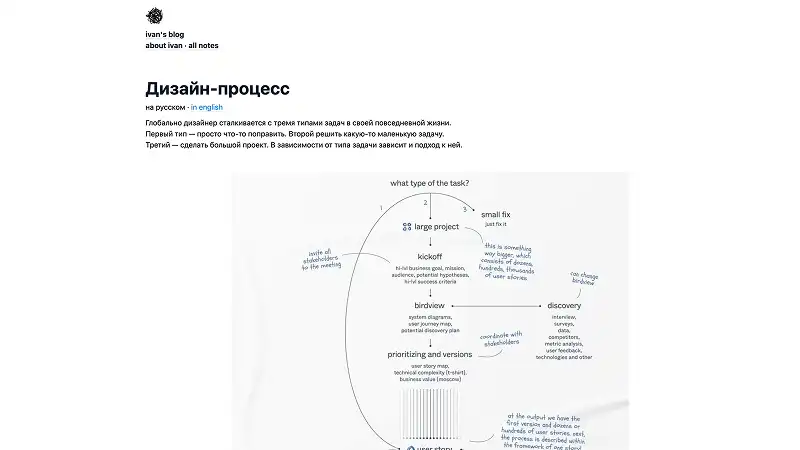 ivan's blog
about ivan · all notes
Дизайн-процесс
на русском · in english
Глобально дизайнер сталкивается с тремя типами задач в своей повседневной жизни.
Первый тип — просто что-то поправить. Второй решить какую-то маленькую задачу.
Третий — сделать большой проект. В зависимости от типа задачи зависит и подход к ней.
what type of the task?
1
2
3
small fix
just fix it
large project
this is something
way bigger, which
consists of dozens,
hundreds, thousands
of user stories
invite all
stakeholders
to the meeting
kickoff
hi-lvl business goal, mission,
audience, potential hypotheses,
hi-lvl success criteria
can change
birdview
birdview
system diagrams,
user journey map,
potential discovery plan
discovery
interview,
surveys,
data,
competitors,
metric analysis,
user feedback,
technologies and other
coordinate with
stakeholders
prioritizing and versions
user story map,
technical complexity (t-shirt),
business value (moscow)
at the output we have the
first version and dozens or
hundreds of user stories. next,
the process is described within
the framework of one story
user story